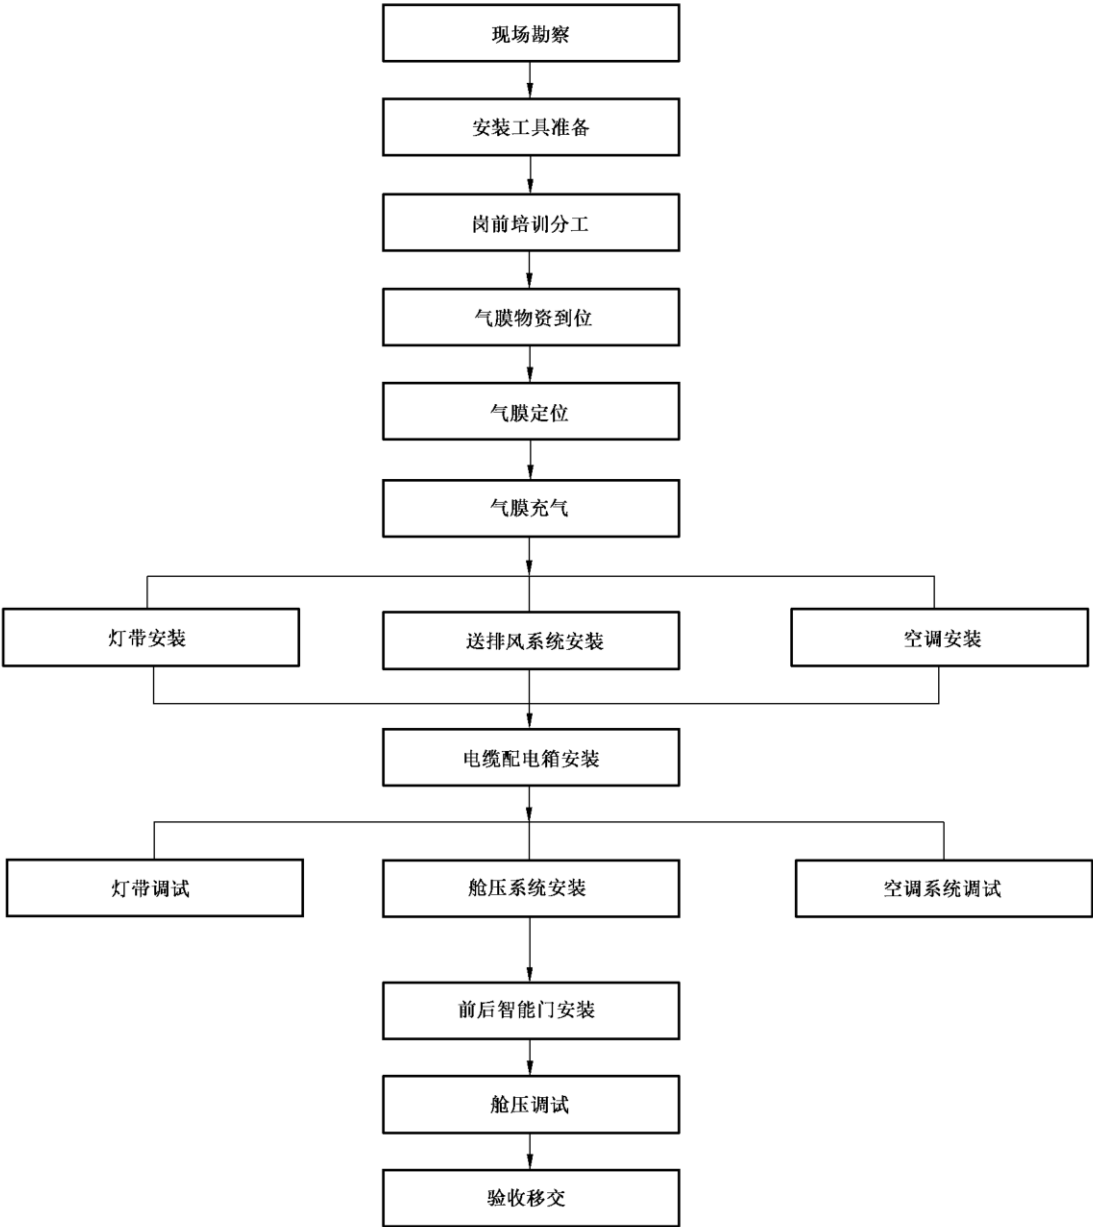 现场勘察
安装工具准备
岗前培训分工
气膜物资到位
气膜定位
气膜充气
灯带安装
送排风系统安装
空调安装
电缆配电箱安装
灯带调试
舱压系统安装
空调系统调试
前后智能门安装
舱压调试
验收移交